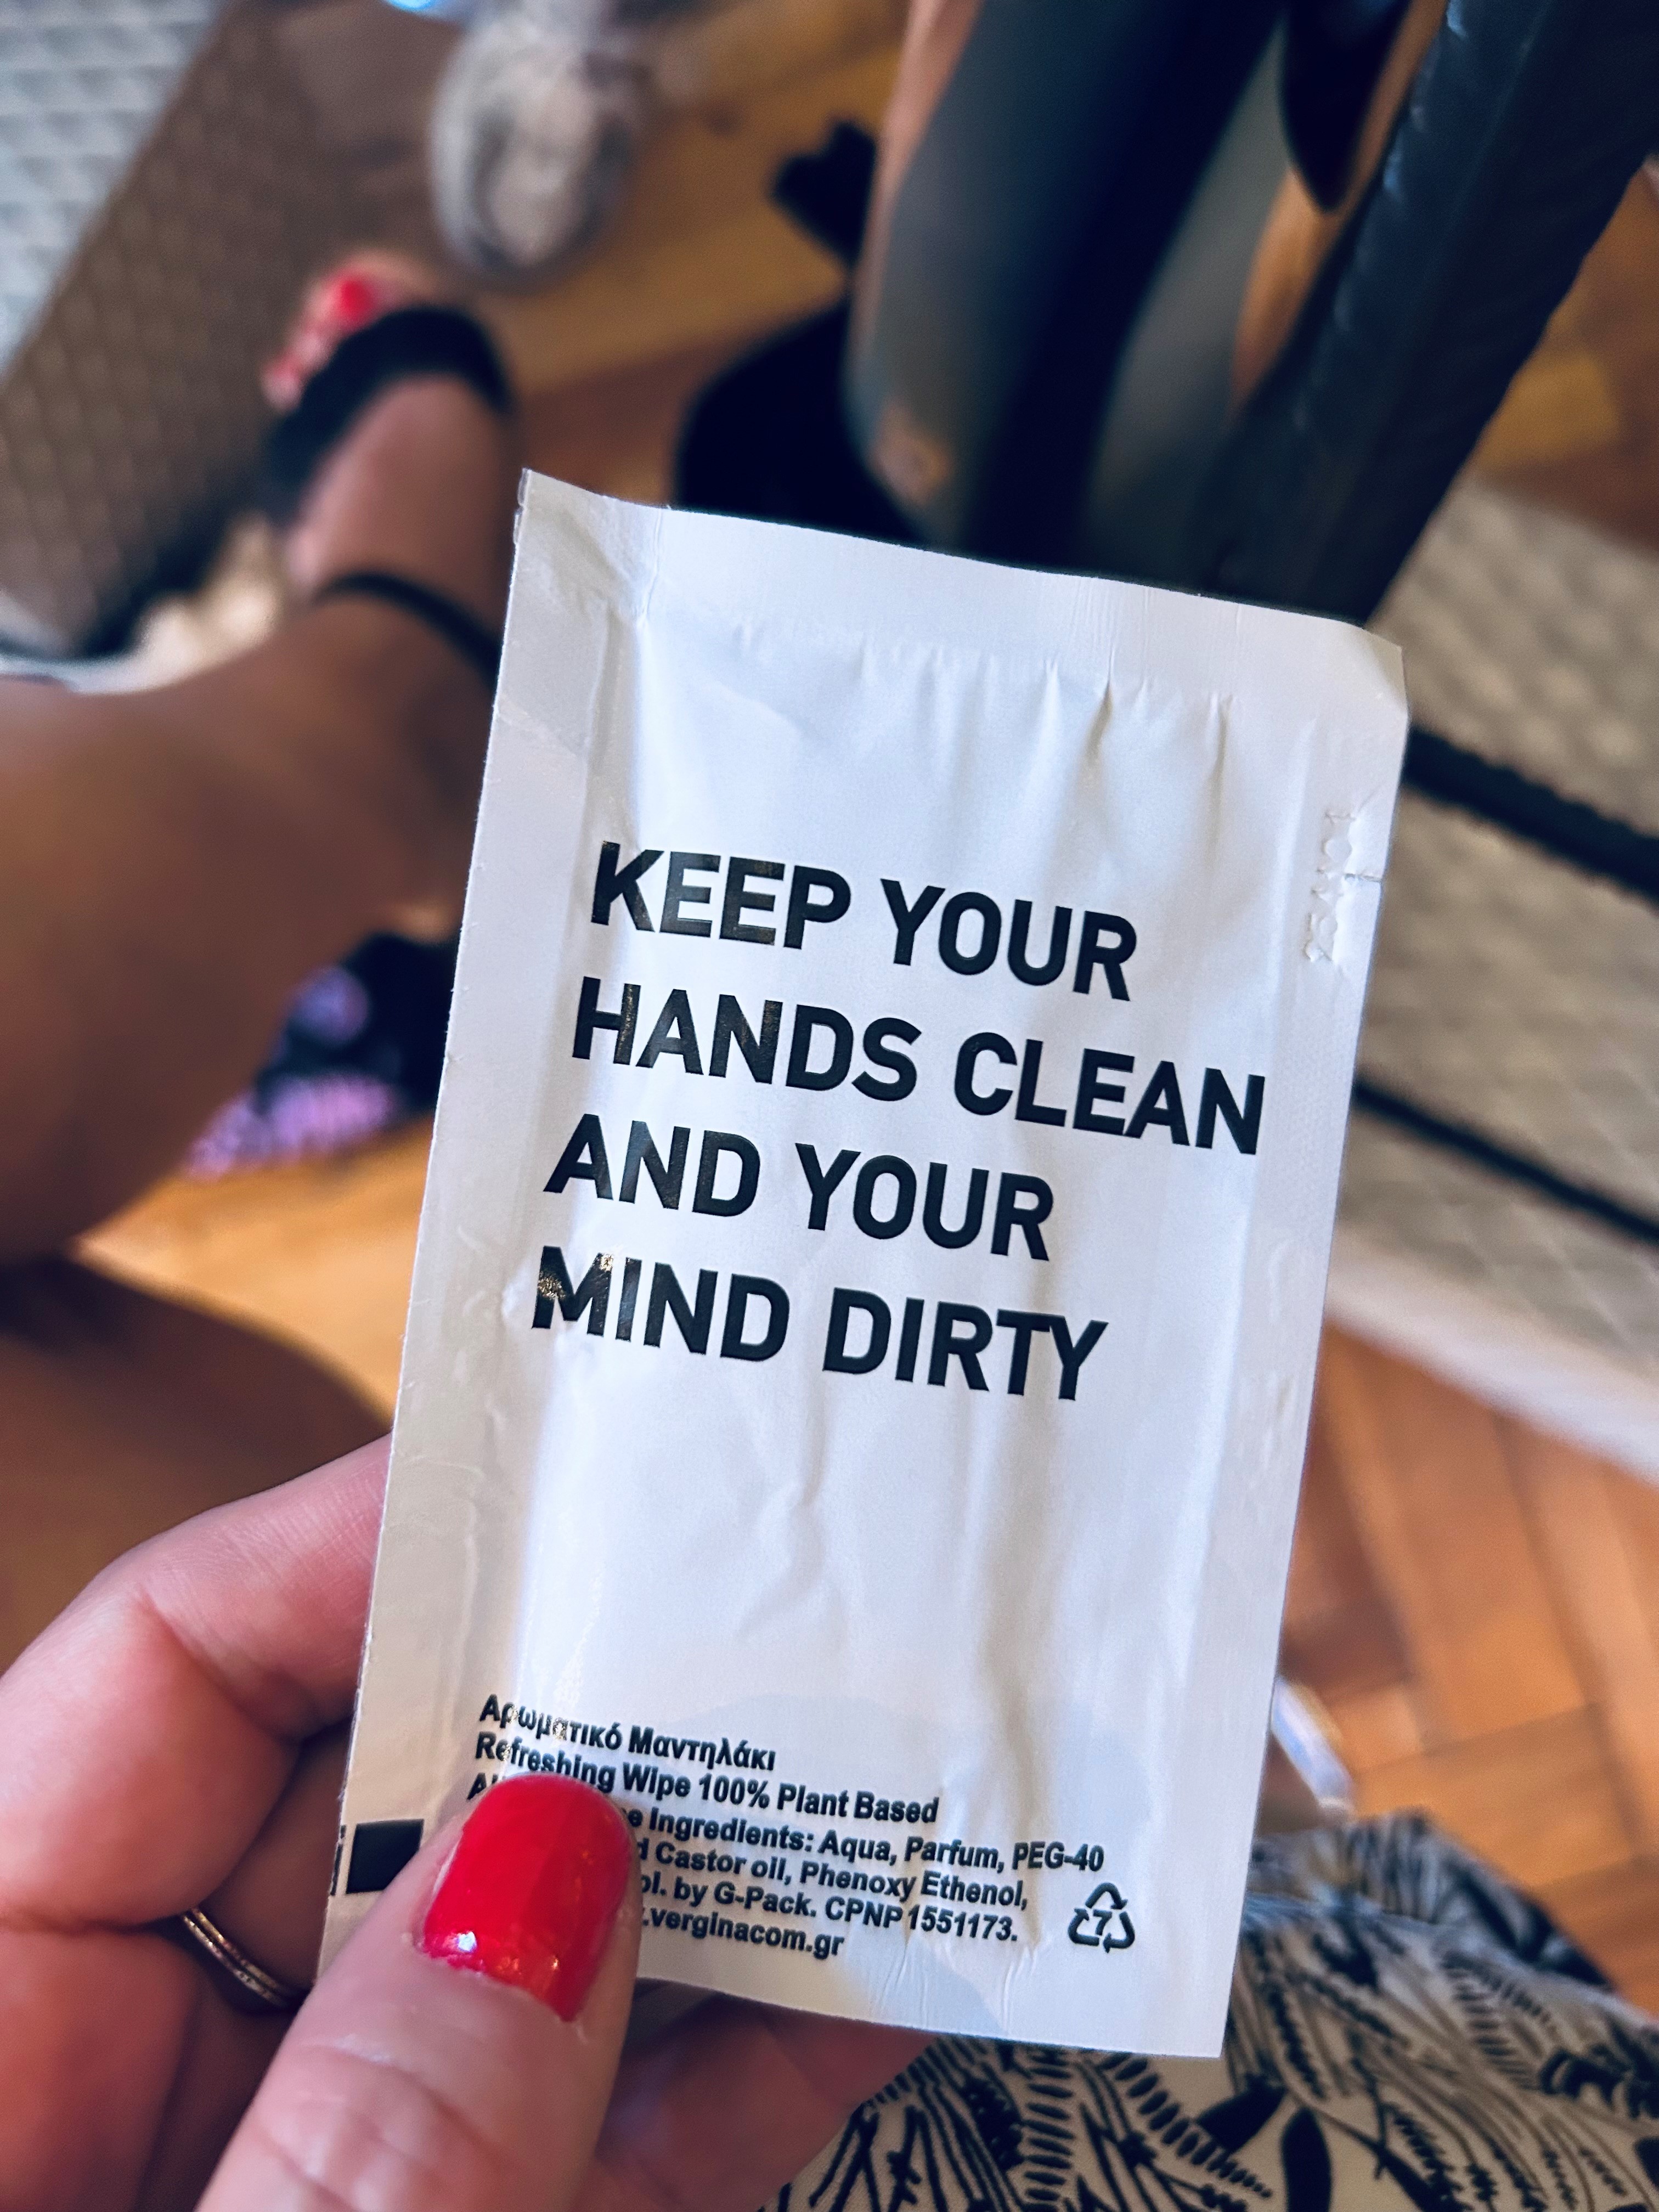 KEEP YOUR
HANDS CLEAN
AND YOUR
MIND DIRTY
Αρωματικό Μαντηλάκι
Refreshing Wipe 100% Plant Based
Ingredients: Aqua, Parfum, PEG-40
Castor oil, Phenoxy Ethenol,
by G-Pack. CPNP 1551173.
.verginacom.gr
7